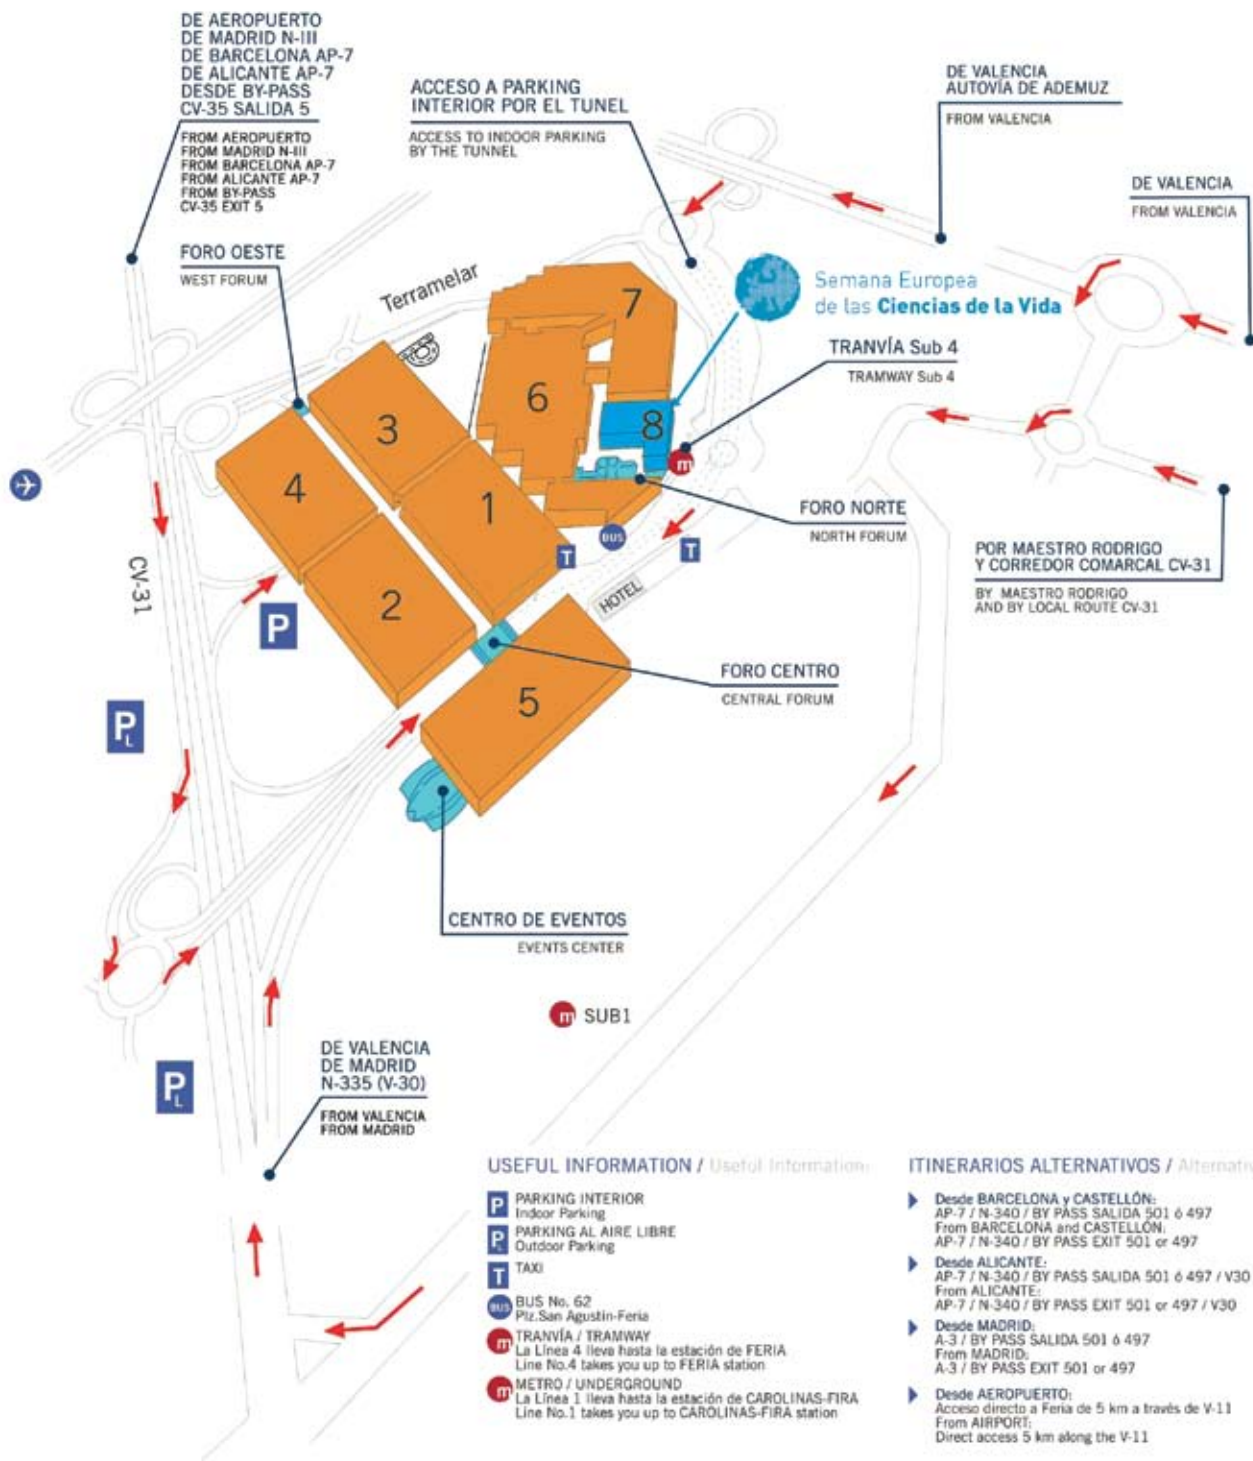 DE AEROPUERTO
DE MADRID N-III
DE BARCELONA AP-7
DE ALICANTE AP-7
DESDE BY-PASS
CV-35 SALIDA 5
FROM AEROPUERTO
FROM MADRID N-III
FROM BARCELONA AP-7
FROM ALICANTE AP-7
FROM BY-PASS
CV-35 EXIT 5
ACCESO A PARKING
INTERIOR POR EL TUNEL
ACCESS TO INDOOR PARKING
BY THE TUNNEL
DE VALENCIA
AUTOVÍA DE ADEMUZ
FROM VALENCIA
DE VALENCIA
FROM VALENCIA
FORO OESTE
WEST FORUM
Terramelar
Semana Europea
de las Ciencias de la Vida
TRANVÍA Sub 4
TRAMWAY Sub 4
7
6
8
3
4
1
2
5
m
FORO NORTE
NORTH FORUM
BUS
T
T
HOTEL
POR MAESTRO RODRIGO
Y CORREDOR COMARCAL CV-31
BY MAESTRO RODRIGO
AND BY LOCAL ROUTE CV-31
CV-31
P
PL
FORO CENTRO
CENTRAL FORUM
CENTRO DE EVENTOS
EVENTS CENTER
m SUB1
DE VALENCIA
DE MADRID
N-335 (V-30)
FROM VALENCIA
FROM MADRID
PL
USEFUL INFORMATION / Useful Information:
P PARKING INTERIOR
Indoor Parking
PL PARKING AL AIRE LIBRE
Outdoor Parking
T TAXI
BUS BUS No. 62
Plz.San Agustin-Feria
m TRANVÍA / TRAMWAY
La Línea 4 lleva hasta la estación de FERIA
Line No.4 takes you up to FERIA station
m METRO / UNDERGROUND
La Línea 1 lleva hasta la estación de CAROLINAS-FIRA
Line No.1 takes you up to CAROLINAS-FIRA station
ITINERARIOS ALTERNATIVOS / Alternativ
Desde BARCELONA y CASTELLÓN:
AP-7 / N-340 / BY PASS SALIDA 501 ó 497
From BARCELONA and CASTELLÓN:
AP-7 / N-340 / BY PASS EXIT 501 or 497
Desde ALICANTE:
AP-7 / N-340 / BY PASS SALIDA 501 ó 497 / V30
From ALICANTE:
AP-7 / N-340 / BY PASS EXIT 501 or 497 / V30
Desde MADRID:
A-3 / BY PASS SALIDA 501 ó 497
From MADRID:
A-3 / BY PASS EXIT 501 or 497
Desde AEROPUERTO:
Acceso directo a Feria de 5 km a través de V-11
From AIRPORT:
Direct access 5 km along the V-11